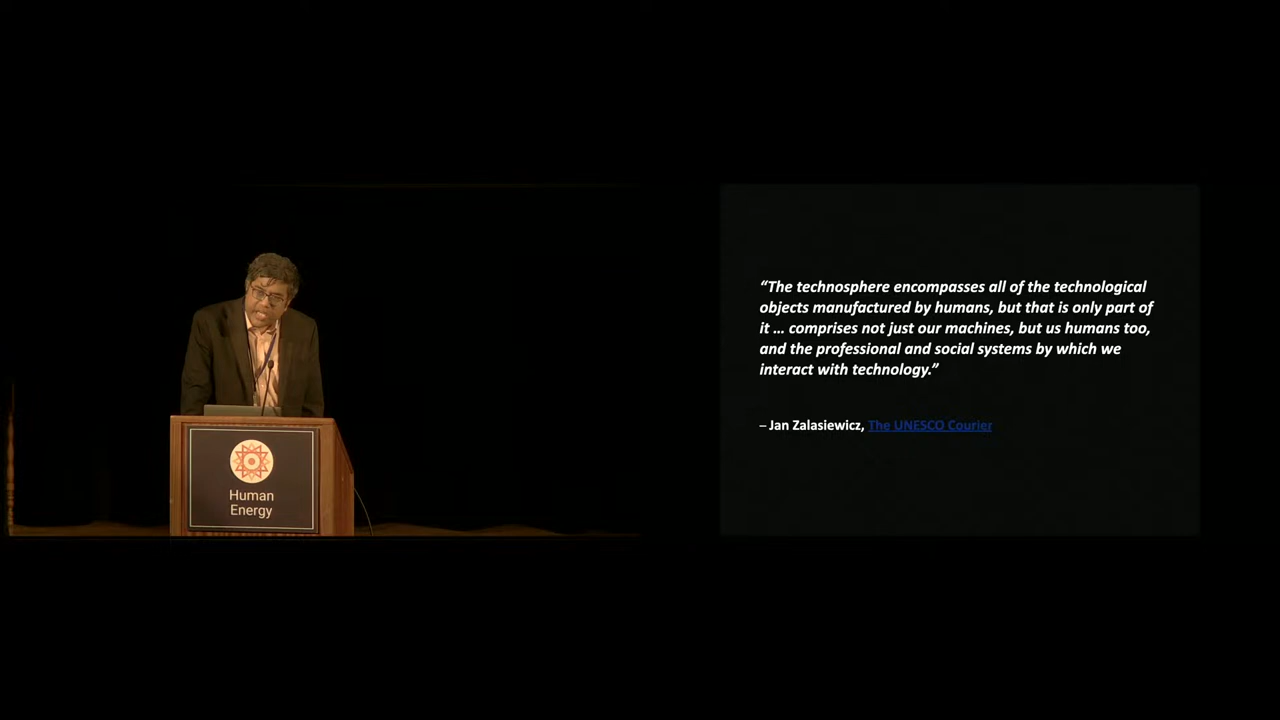 Human
Energy
“The technosphere encompasses all of the technological
objects manufactured by humans, but that is only part of
it ... comprises not just our machines, but us humans too,
and the professional and social systems by which we
interact with technology.”
– Jan Zalasiewicz, The UNESCO Courier